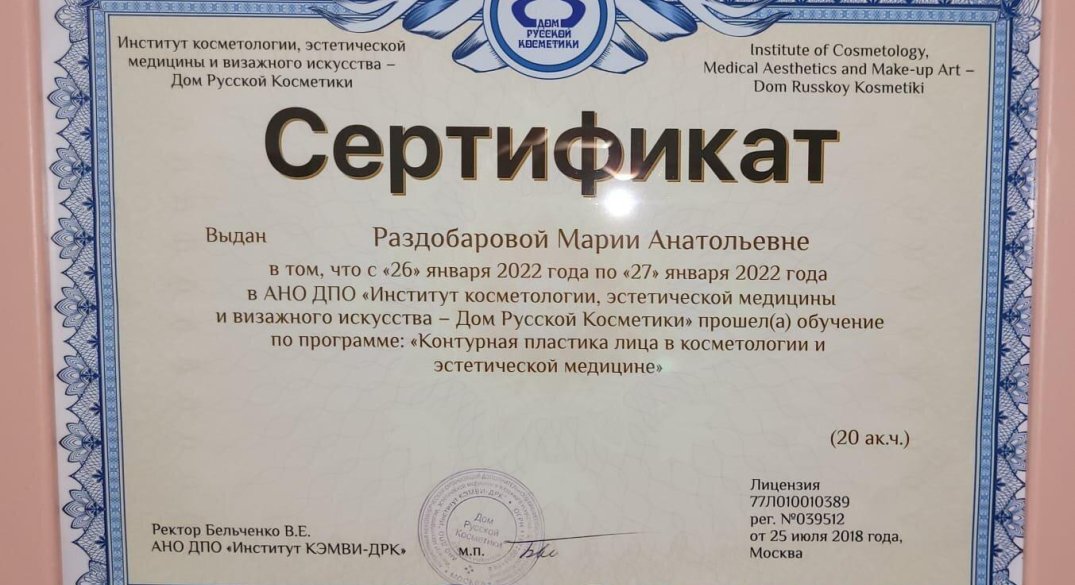 ДОМ
РУССКОЙ
КОСМЕТИКИ
Институт косметологии, эстетической
медицины и визажного искусства –
Дом Русской Косметики
Institute of Cosmetology,
Medical Aesthetics and Make-up Art –
Dom Russkoy Kosmetiki
Сертификат
Выдан Раздобаровой Марии Анатольевне
в том, что с «26» января 2022 года по «27» января 2022 года
в АНО ДПО «Институт косметологии, эстетической медицины
и визажного искусства – Дом Русской Косметики» прошел(а) обучение
по программе: «Контурная пластика лица в косметологии и
эстетической медицине»
(20 ак.ч.)
Лицензия
77Л010010389
рег. №039512
от 25 июля 2018 года,
Москва
Ректор Бельченко В.Е.
АНО ДПО «Институт КЭМВИ-ДРК»
м.п.
Дом
Русской
Косметики